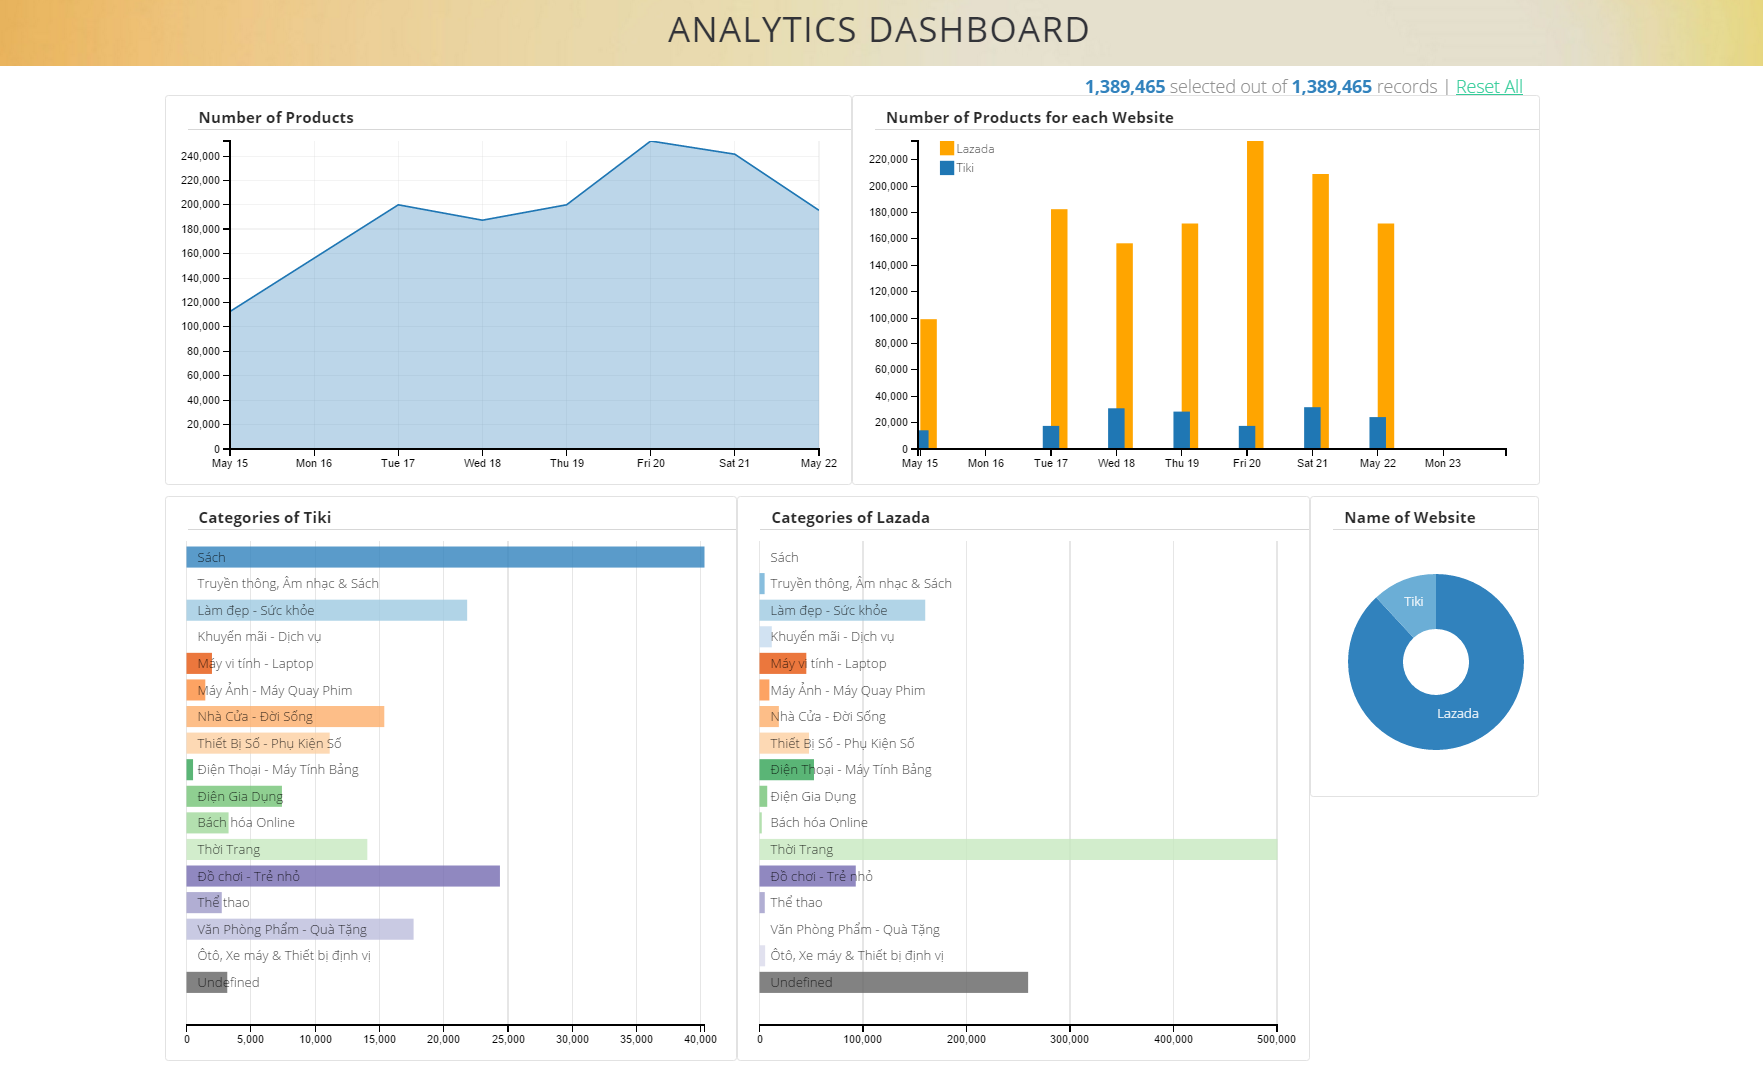 ANALYTICS DASHBOARD
1,389,465 selected out of 1,389,465 records | Reset All
Number of Products
240,000
220,000
200,000
180,000
160,000
140,000
120,000
100,000
80,000
60,000
40,000
20,000
0
May 15 Mon 16 Tue 17 Wed 18 Thu 19 Fri 20 Sat 21 May 22
Number of Products for each Website
Lazada
Tiki
220,000
200,000
180,000
160,000
140,000
120,000
100,000
80,000
60,000
40,000
20,000
0
May 15 Mon 16 Tue 17 Wed 18 Thu 19 Fri 20 Sat 21 May 22 Mon 23
Categories of Tiki
Sách
Truyền thông, Âm nhạc & Sách
Làm đẹp - Sức khỏe
Khuyến mãi - Dịch vụ
Máy vi tính - Laptop
Máy Ảnh - Máy Quay Phim
Nhà Cửa - Đời Sống
Thiết Bị Số - Phụ Kiện Số
Điện Thoại - Máy Tính Bảng
Điện Gia Dụng
Bách hóa Online
Thời Trang
Đồ chơi - Trẻ nhỏ
Thể thao
Văn Phòng Phẩm - Quà Tặng
Ôtô, Xe máy & Thiết bị định vị
Undefined
0 5,000 10,000 15,000 20,000 25,000 30,000 35,000 40,000
Categories of Lazada
Sách
Truyền thông, Âm nhạc & Sách
Làm đẹp - Sức khỏe
Khuyến mãi - Dịch vụ
Máy vi tính - Laptop
Máy Ảnh - Máy Quay Phim
Nhà Cửa - Đời Sống
Thiết Bị Số - Phụ Kiện Số
Điện Thoại - Máy Tính Bảng
Điện Gia Dụng
Bách hóa Online
Thời Trang
Đồ chơi - Trẻ nhỏ
Thể thao
Văn Phòng Phẩm - Quà Tặng
Ôtô, Xe máy & Thiết bị định vị
Undefined
0 100,000 200,000 300,000 400,000 500,000
Name of Website
Tiki
Lazada